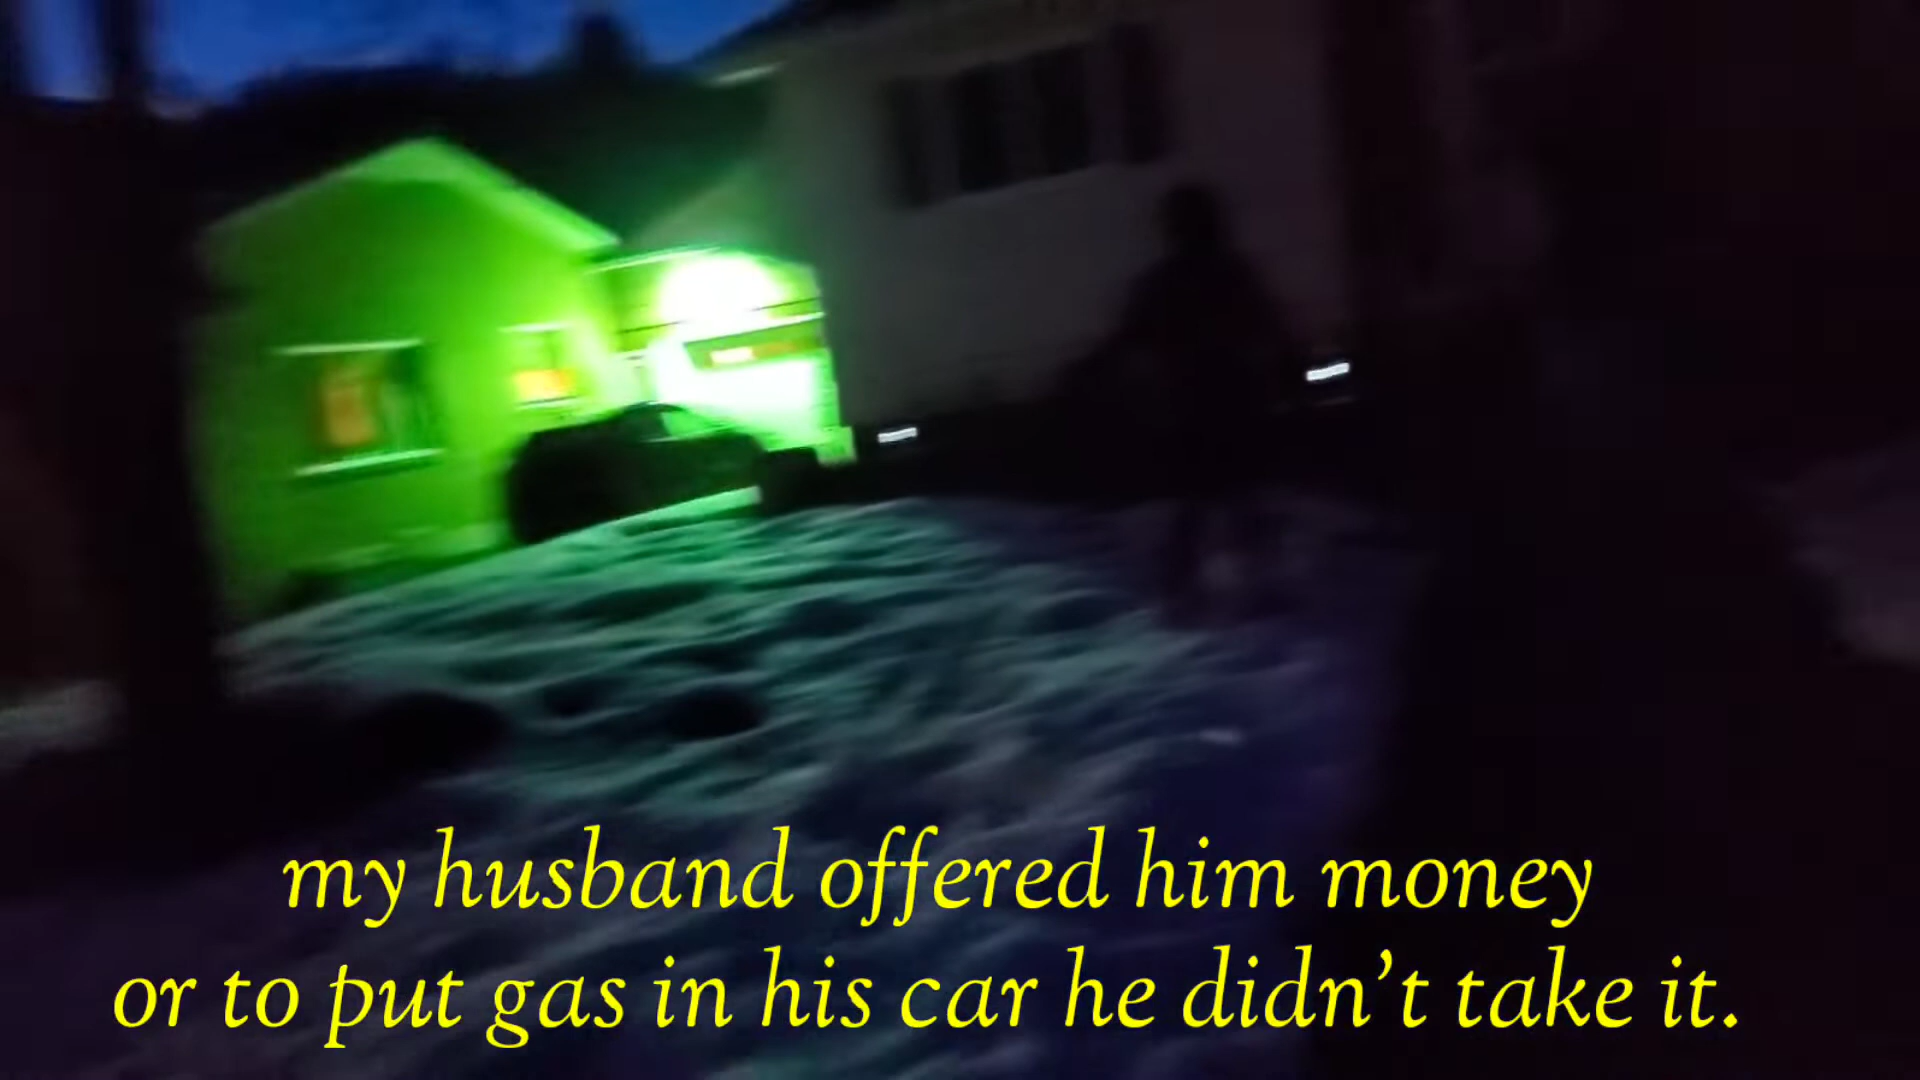 my husband offered him money
or to put gas in his car he didn't take it.